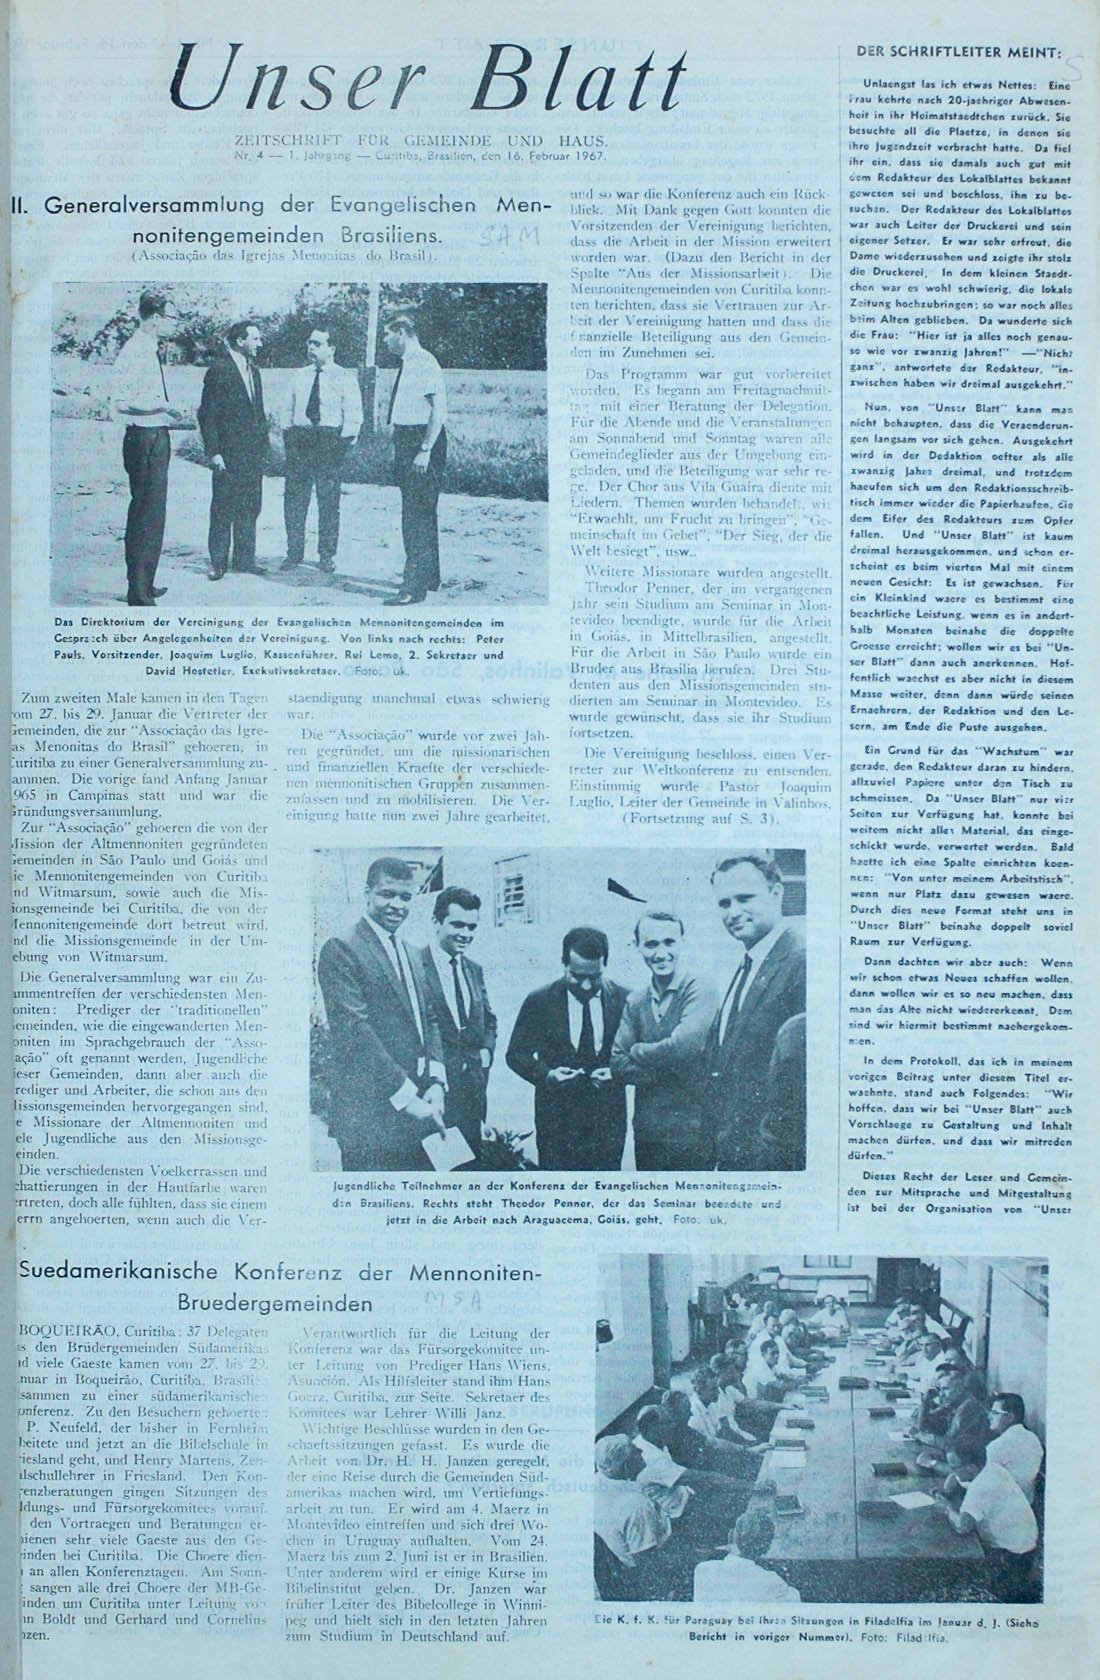 Unser Blatt
ZEITSCHRIFT FÜR GEMEINDE UND HAUS.
Nr. 4 — 1. Jahrgang — Curitiba, Brasilien, den 16. Februar 1967.
II. Generalversammlung der Evangelischen Men-
nonitengemeinden Brasiliens.
SAM
(Associação das Igrejas Menonitas do Brasil).
Das Direktorium der Vereinigung der Evangelischen Mennonitengemeinden im
Gespraech über Angelegenheiten der Vereinigung. Von links nach rechts: Peter
Pauls, Vorsitzender, Joaquim Luglio, Kassenführer, Rui Leme, 2. Sekretaer und
David Hostetler, Exekutivsekretaer. Foto: uk.
Zum zweiten Male kamen in den Tagen
vom 27. bis 29. Januar die Vertreter der
Gemeinden, die zur "Associação das Igre-
as Menonitas do Brasil" gehoeren, in
Curitiba zu einer Generalversammlung zu-
ammen. Die vorige fand Anfang Januar
965 in Campinas statt und war die
Gründungsversammlung.
Zur "Associação" gehoeren die von der
Mission der Altmennoniten gegründeten
Gemeinden in São Paulo und Goiás und
ie Mennonitengemeinden von Curitiba
nd Witmarsum, sowie auch die Mis-
ionsgemeinde bei Curitiba, die von der
Mennonitengemeinde dort betreut wird,
nd die Missionsgemeinde in der Um-
ebung von Witmarsum.
Die Generalversammlung war ein Zu-
ammentreffen der verschiedensten Men-
oniten: Prediger der "traditionellen"
emeinden, wie die eingewanderten Men-
oniten im Sprachgebrauch der "Asso-
ação" oft genannt werden, Jugendliche
ieser Gemeinden, dann aber auch die
rediger und Arbeiter, die schon aus den
Missionsgemeinden hervorgegangen sind,
e Missionare der Altmennoniten und
ele Jugendliche aus den Missionsge-
einden.
Die verschiedensten Voelkerrassen und
chattierungen in der Hautfarbe waren
ertreten, doch alle fühlten, dass sie einem
errn angehoerten, wenn auch die Ver-
staendigung manchmal etwas schwierig
war.
Die "Associação" wurde vor zwei Jah-
ren gegründet, um die missionarischen
und finanziellen Kraefte der verschiede-
nen mennonitischen Gruppen zusammen-
zufassen und zu mobilisieren. Die Ver-
einigung hatte nun zwei Jahre gearbeitet,
und so war die Konferenz auch ein Rück-
blick. Mit Dank gegen Gott konnten die
Vorsitzenden der Vereinigung berichten,
dass die Arbeit in der Mission erweitert
worden war. (Dazu den Bericht in der
Spalte "Aus der Missionsarbeit). Die
Mennonitengemeinden von Curitiba konn-
ten berichten, dass sie Vertrauen zur Ar-
beit der Vereinigung hatten und dass die
finanzielle Beteiligung aus den Gemein-
den im Zunehmen sei.
Das Programm war gut vorbereitet
worden. Es begann am Freitagnachmit-
tag mit einer Beratung der Delegation.
Für die Abende und die Veranstaltungen
am Sonnabend und Sonntag waren alle
Gemeindeglieder aus der Umgebung ein-
geladen, und die Beteiligung war sehr re-
ge. Der Chor aus Vila Guaira diente mit
Liedern. Themen wurden behandelt, wie
"Erwachlt, um Frucht zu bringen", "Ge-
meinschaft im Gebet", "Der Sieg, der die
Welt besiegt", usw..
Weitere Missionare wurden angestellt.
Theodor Penner, der im vergangenen
Jahr sein Studium am Seminar in Mon-
tevideo beendigte, wurde für die Arbeit
in Goiás, in Mittelbrasilien, angestellt.
Für die Arbeit in São Paulo wurde ein
Bruder aus Brasilia berufen. Drei Stu-
denten aus den Missionsgemeinden stu-
dierten am Seminar in Montevideo. Es
wurde gewünscht, dass sie ihr Studium
fortsetzen.
Die Vereinigung beschloss, einen Ver-
treter zur Weltkonferenz zu entsenden.
Einstimmig wurde Pastor Joaquim
Luglio, Leiter der Gemeinde in Valinhos,
(Fortsetzung auf S. 3).
Jugendliche Teilnehmer an der Konferenz der Evangelischen Mennonitengemein-
den Brasiliens. Rechts steht Theodor Penner, der das Seminar beendete und
jetzt in die Arbeit nach Araguacema, Goiás, geht. Foto: uk.
DER SCHRIFTLEITER MEINT:
Unlaengst las ich etwas Nettes: Eine
Frau kehrte nach 20-jaehriger Abwesen-
heit in ihr Heimatstaedtchen zurück. Sie
besuchte all die Plaetze, in denen sie
ihre Jugendzeit verbracht hatte. Da fiel
ihr ein, dass sie damals auch gut mit
dem Redakteur des Lokalblattes bekannt
gewesen sei und beschloss, ihn zu be-
suchen. Der Redakteur des Lokalblattes
war auch Leiter der Druckerei und sein
eigener Setzer. Er war sehr erfreut, die
Dame wiederzusehen und zeigte ihr stolz
die Druckerei. In dem kleinen Staedt-
chen war es wohl schwierig, die lokale
Zeitung hochzubringen; so war noch alles
beim Alten geblieben. Da wunderte sich
die Frau: "Hier ist ja alles noch genau-
so wie vor zwanzig Jahren!" —"Nicht
ganz", antwortete der Redakteur, "in-
zwischen haben wir dreimal ausgekehrt."
Nun, von "Unser Blatt" kann man
nicht behaupten, dass die Veraenderun-
gen langsam vor sich gehen. Ausgekehrt
wird in der Dedaktion oefter als alle
zwanzig Jahre dreimal, und trotzdem
haeufen sich um den Redaktionsschreib-
tisch immer wieder die Papierhaufen, die
dem Eifer des Redakteurs zum Opfer
fallen. Und "Unser Blatt" ist kaum
dreimal herausgekommen, und schon er-
scheint es beim vierten Mal mit einem
neuen Gesicht: Es ist gewachsen. Für
ein Kleinkind waere es bestimmt eine
beachtliche Leistung, wenn es in andert-
halb Monaten beinahe die doppelte
Groesse erreicht; wollen wir es bei "Un-
ser Blatt" dann auch anerkennen. Hof-
fentlich waechst es aber nicht in diesem
Masse weiter, denn dann würde seinen
Ernaehrern, der Redaktion und den Le-
sern, am Ende die Puste ausgehen.
Ein Grund für das "Wachstum" war
gerade, den Redakteur daran zu hindern,
allzuviel Papiere unter den Tisch zu
schmeissen. Da "Unser Blatt" nur vier
Seiten zur Verfügung hat, konnte bei
weitem nicht alles Material, das einge-
schickt wurde, verwertet werden. Bald
haette ich eine Spalte einrichten koen-
nen: "Von unter meinem Arbeitstisch",
wenn nur Platz dazu gewesen waere.
Durch dies neue Format steht uns in
"Unser Blatt" beinahe doppelt soviel
Raum zur Verfügung.
Dann dachten wir aber auch: Wenn
wir schon etwas Neues schaffen wollen,
dann wollen wir es so neu machen, dass
man das Alte nicht wiedererkennt. Dem
sind wir hiermit bestimmt nachergekom-
men.
In dem Protokoll, das ich in meinem
vorigen Beitrag unter diesem Titel er-
waehnte, stand auch Folgendes: "Wir
hoffen, dass wir bei "Unser Blatt" auch
Vorschlaege zu Gestaltung und Inhalt
machen dürfen, und dass wir mitreden
dürfen."
Dieses Recht der Leser und Gemein-
den zur Mitsprache und Mitgestaltung
ist bei der Organisation von "Unser
Suedamerikanische Konferenz der Mennoniten-
Bruedergemeinden
MSA
BOQUEIRÃO, Curitiba: 37 Delegaten
s den Brüdergemeinden Südamerikas
d viele Gaeste kamen vom 27. bis 29.
nuar in Boqueirão, Curitiba, Brasilien
sammen zu einer südamerikanischen
onferenz. Zu den Besuchern gehoerten
P. Neufeld, der bisher in Fernheim
beitete und jetzt an die Bibelschule in
riesland geht, und Henry Martens, Zen-
alschullehrer in Friesland. Den Kon-
renzberatungen gingen Sitzungen des
ldungs- und Fürsorgekomitees vorauf.
den Vortraegen und Beratungen er-
hienen sehr viele Gaeste aus den Ge-
inden bei Curitiba. Die Choere dien-
an allen Konferenztagen. Am Sonn-
sangen alle drei Choere der MB-Ge-
inden um Curitiba unter Leitung von
n Boldt und Gerhard und Cornelius
nzen.
Verantwortlich für die Leitung der
Konferenz war das Fürsorgekomitee un-
ter Leitung von Prediger Hans Wiens,
Asunción. Als Hilfsleiter stand ihm Hans
Goerz, Curitiba, zur Seite. Sekretaer des
Komitees war Lehrer Willi Janz.
Wichtige Beschlüsse wurden in den Ge-
schaeftssitzungen gefasst. Es wurde die
Arbeit von Dr. H. H. Janzen geregelt,
der eine Reise durch die Gemeinden Süd-
amerikas machen wird, um Vertiefungs-
arbeit zu tun. Er wird am 4. Maerz in
Montevideo eintreffen und sich drei Wo-
chen in Uruguay aufhalten. Vom 24.
Maerz bis zum 2. Juni ist er in Brasilien.
Unter anderem wird er einige Kurse im
Bibelinstitut geben. Dr. Janzen war
früher Leiter des Bibelcollege in Winni-
peg und hielt sich in den letzten Jahren
zum Studium in Deutschland auf.
Die K. f. K. für Paraguay bei ihren Sitzungen in Filadelfia im Januar d. J. (Siehe
Bericht in voriger Nummer). Foto: Filadelfia.